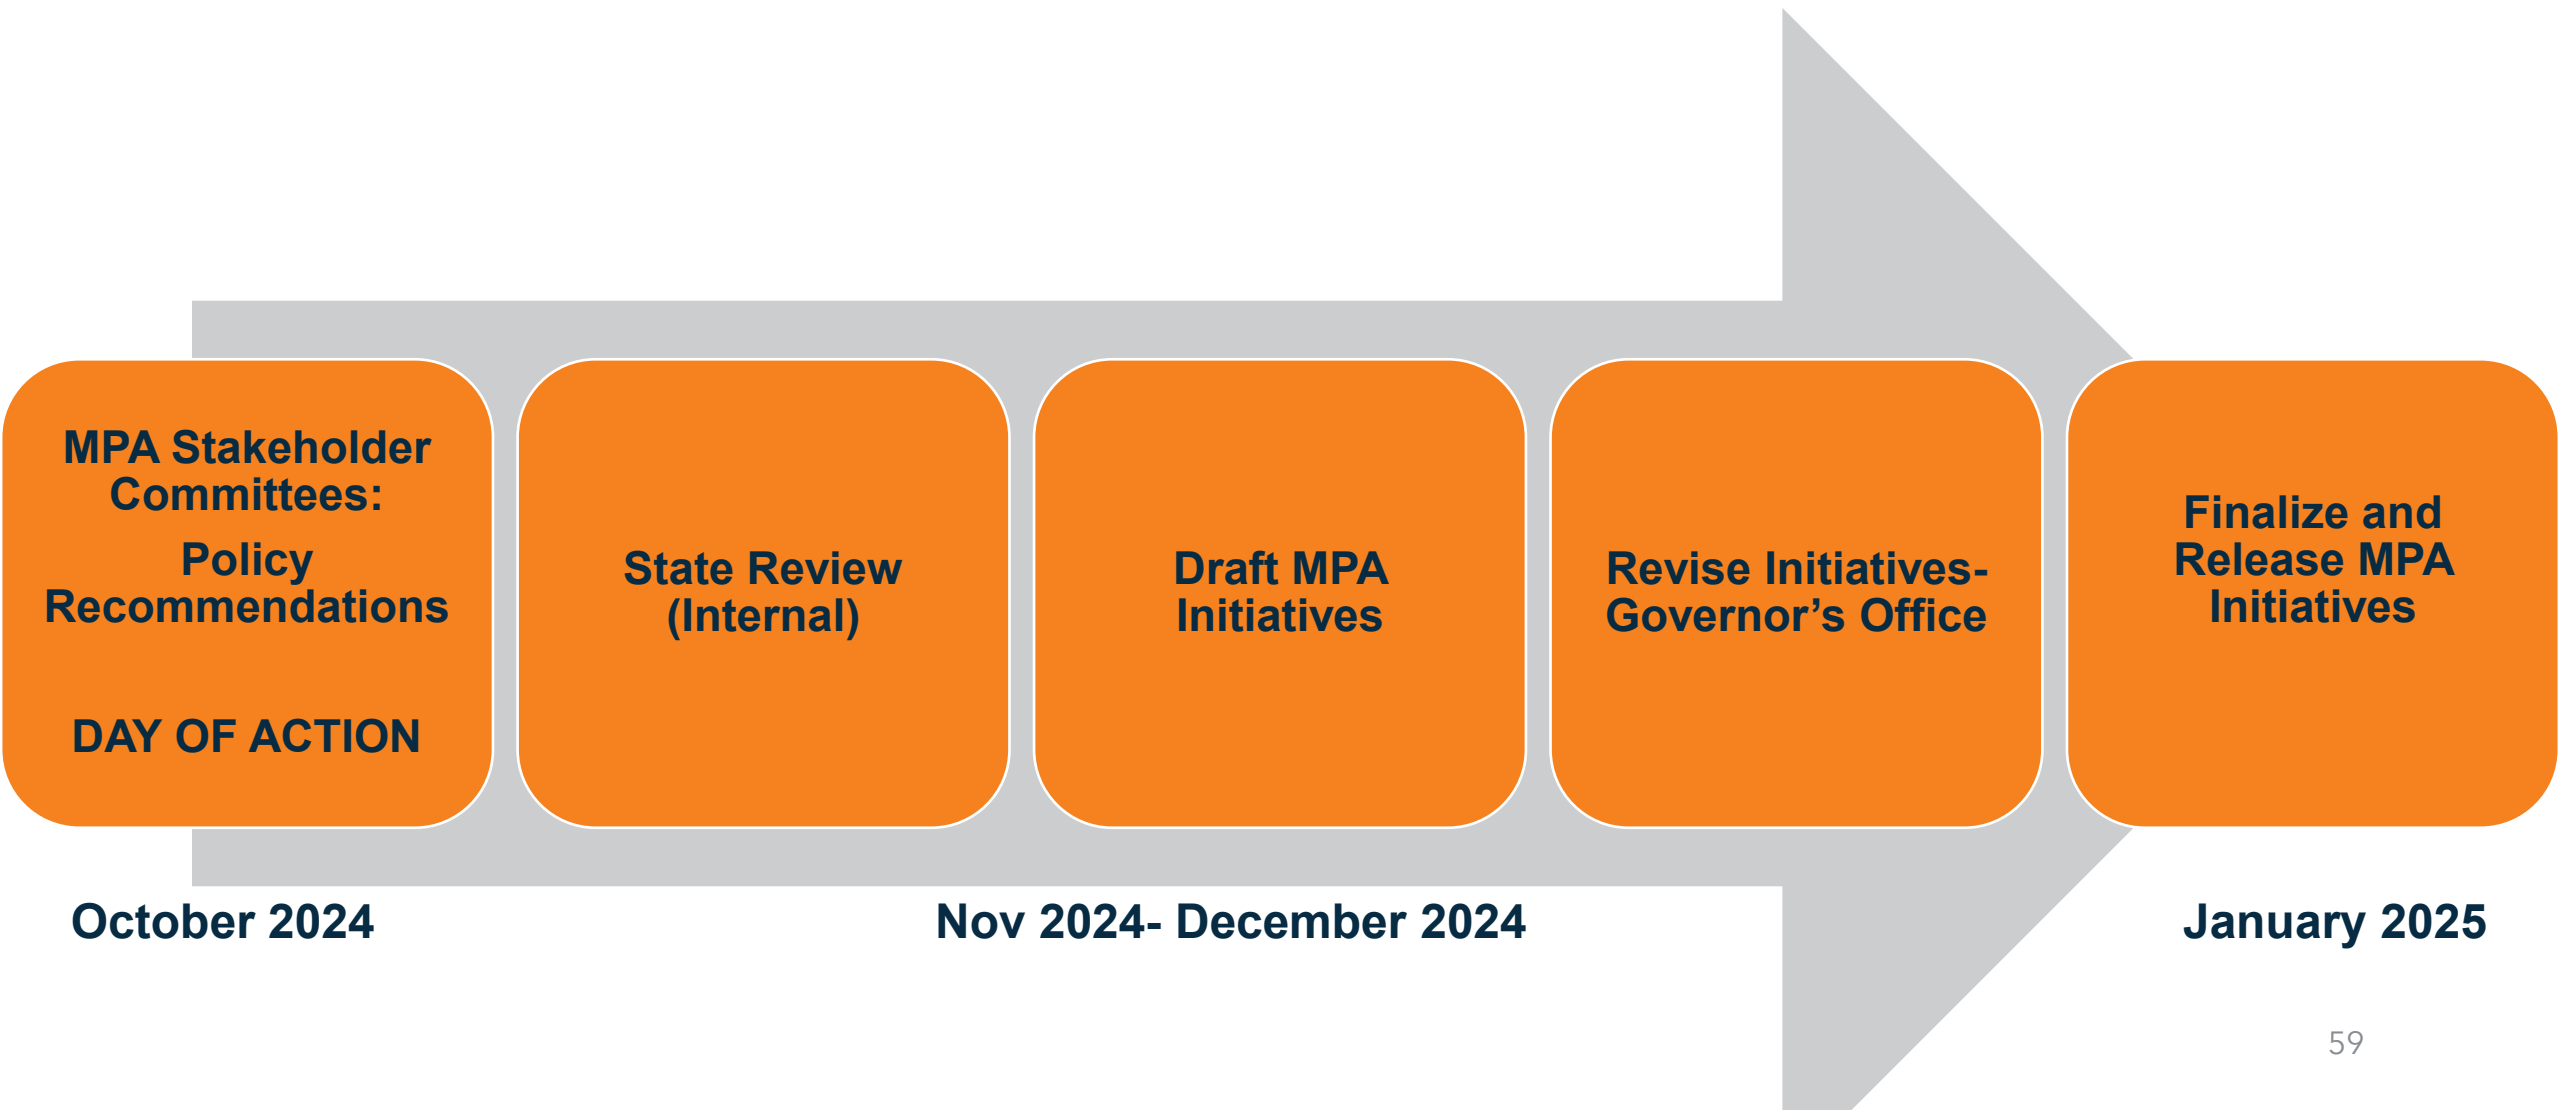 MPA Stakeholder
Committees:
Policy
Recommendations
DAY OF ACTION
State Review
(Internal)
Draft MPA
Initiatives
Revise Initiatives-
Governor’s Office
Finalize and
Release MPA
Initiatives
October 2024
Nov 2024- December 2024
January 2025
59